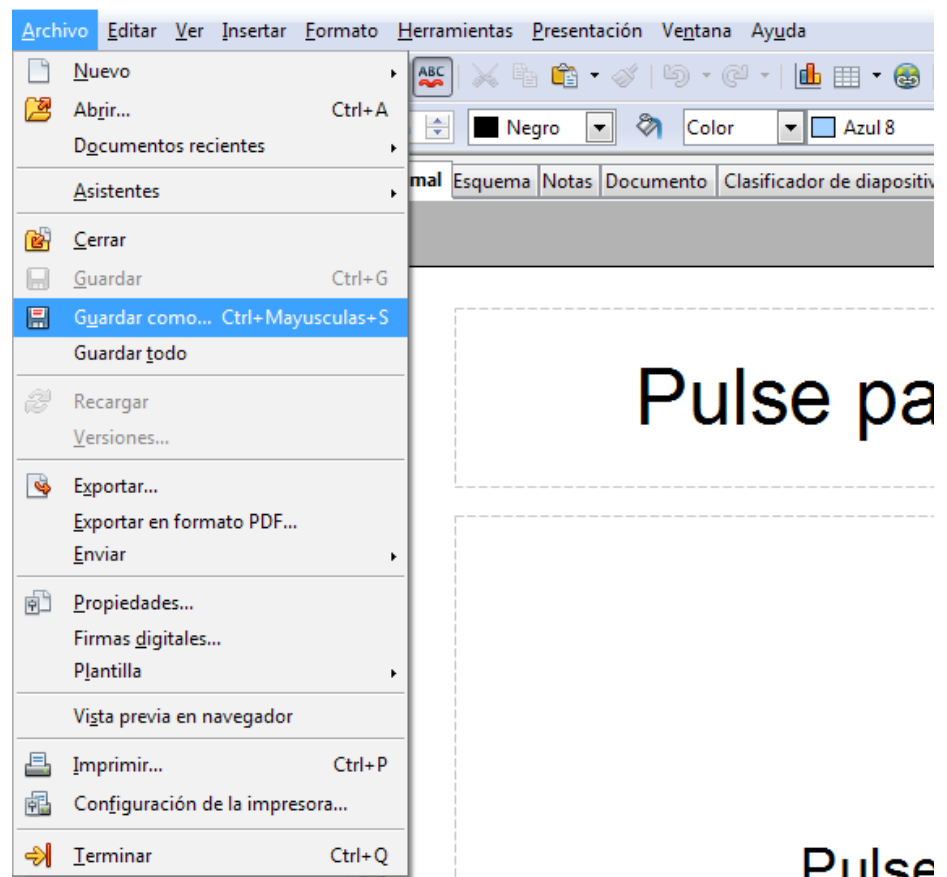 Archivo Editar Ver Insertar Formato Herramientas Presentación Ventana Ayuda
Nuevo
ABC
Abrir... Ctrl+A
Negro Color Azul 8
Documentos recientes
Asistentes
mal Esquema Notas Documento Clasificador de diapositiv
Cerrar
Guardar Ctrl+G
Guardar como... Ctrl+Mayusculas+S
Guardar todo
Pulse pa
Recargar
Versiones...
Exportar...
Exportar en formato PDF...
Enviar
Propiedades...
Firmas digitales...
Plantilla
Vista previa en navegador
Imprimir... Ctrl+P
Configuración de la impresora...
Terminar Ctrl+Q
Pulse